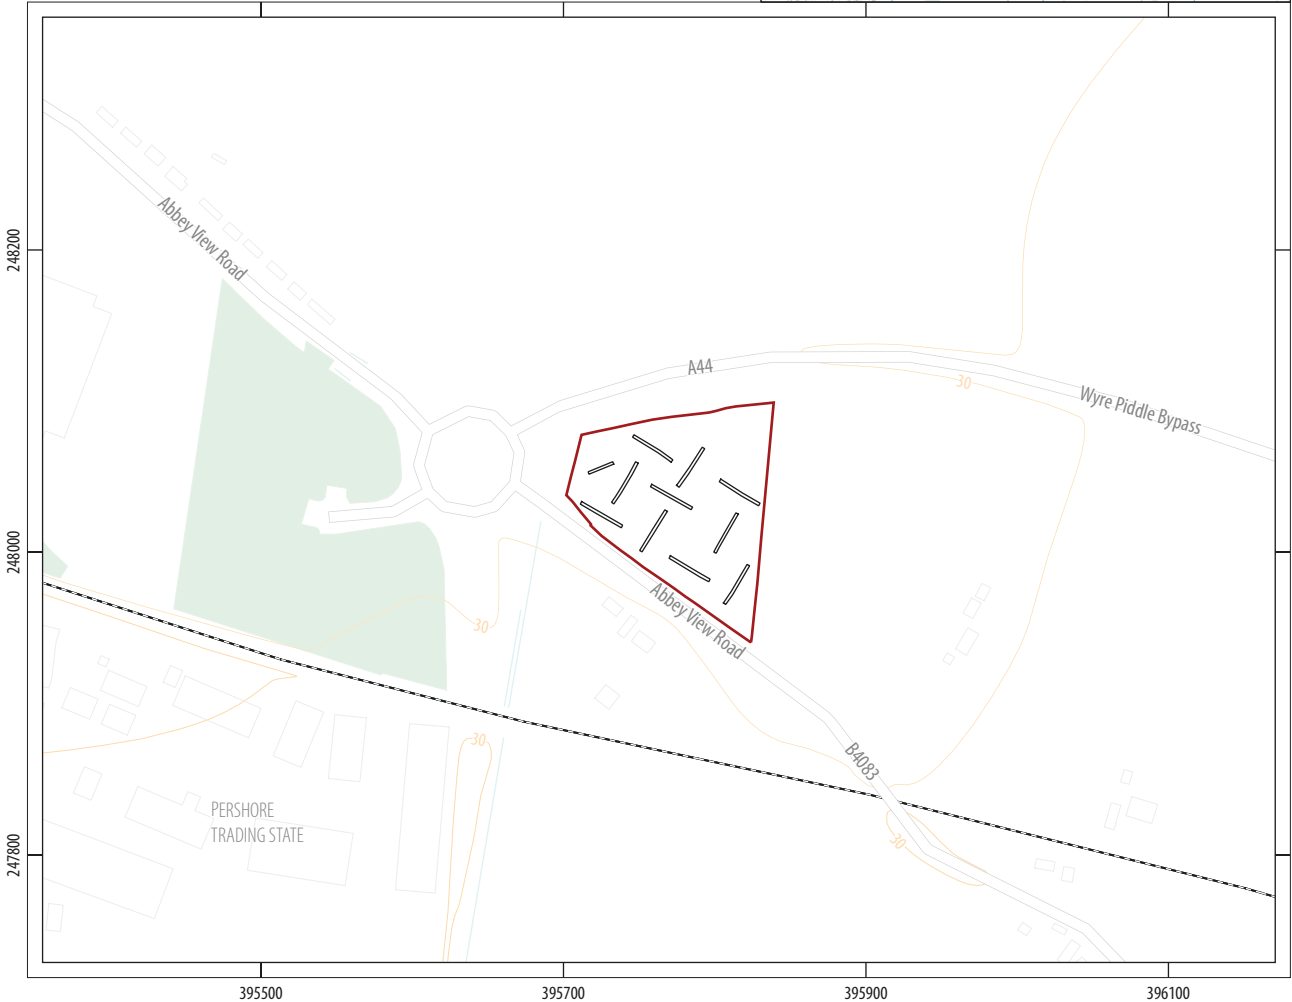 Abbey View Road
248200
A44
30
Wyre Piddle Bypass
248000
30
Abbey View Road
30
B4083
PERSHORE
TRADING STATE
30
247800
395500
395700
395900
396100